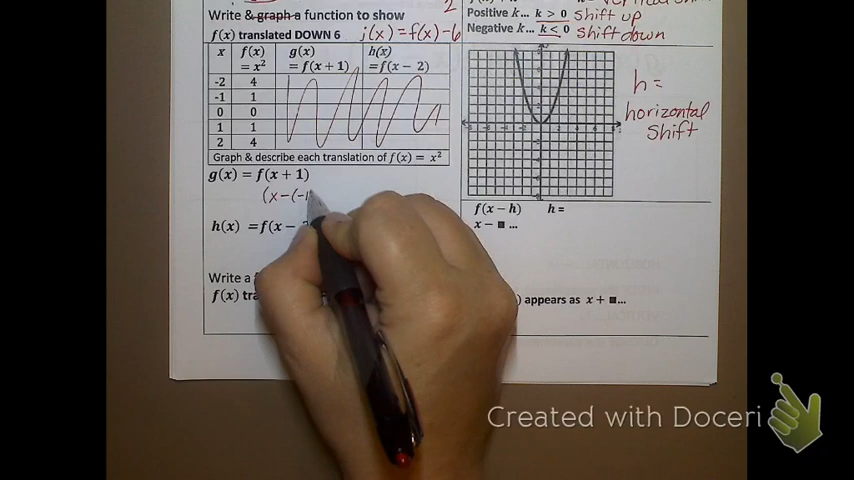 2
Write & graph a function to show
f(x) translated DOWN 6 j(x) = f(x) - 6
x f(x) = x² g(x) = f(x + 1) h(x) = f(x − 2)
-2 4
-1 1
0 0
1 1
2 4
Graph & describe each translation of f(x) = x²
g(x) = f(x + 1)
(x - (-1
h(x) = f(x −
Write a
f(x)
Positive k... k > 0 shift up
Negative k... k < 0 shift down
h =
horizontal
shift
f(x − h) h =
x − ■ ...
) appears as x + ■...
Created with Doceri